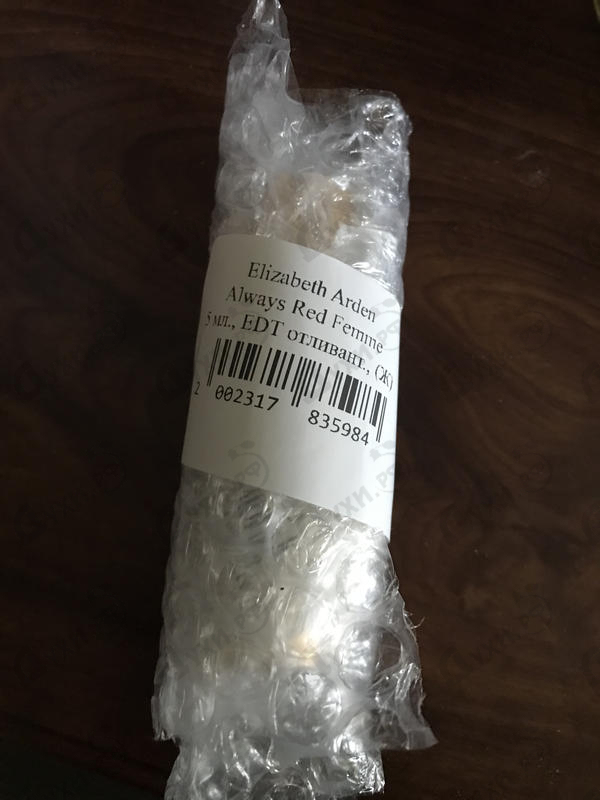 Elizabeth Arden
Always Red Femme
5 мл., EDT отливант., (Ж)
2 002317 835984